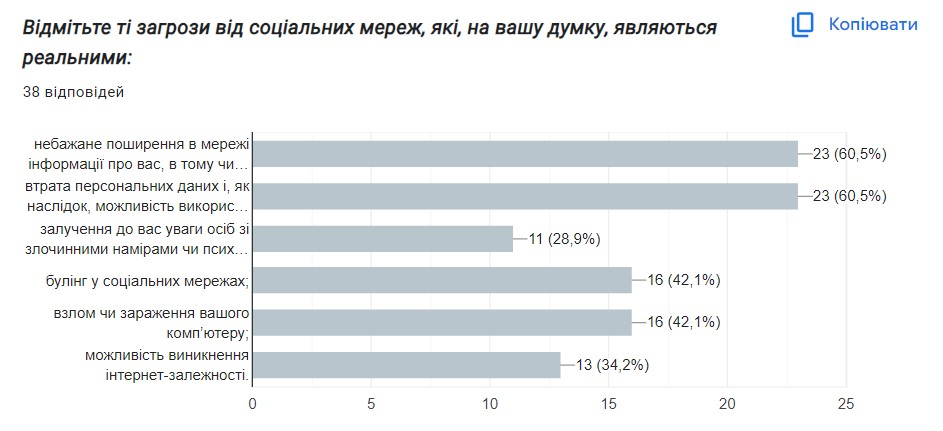 Відмітьте ті загрози від соціальних мереж, які, на вашу думку, являються
реальними:
Копіювати
38 відповідей
небажане поширення в мережі
інформації про вас, в тому чи…
23 (60,5%)
втрата персональних даних і, як
наслідок, можливість викорис…
23 (60,5%)
залучення до вас уваги осіб зі
злочинними намірами чи псих…
11 (28,9%)
булінг у соціальних мережах;
16 (42,1%)
взлом чи зараження вашого
комп’ютеру;
16 (42,1%)
можливість виникнення
інтернет-залежності.
13 (34,2%)
0 5 10 15 20 25